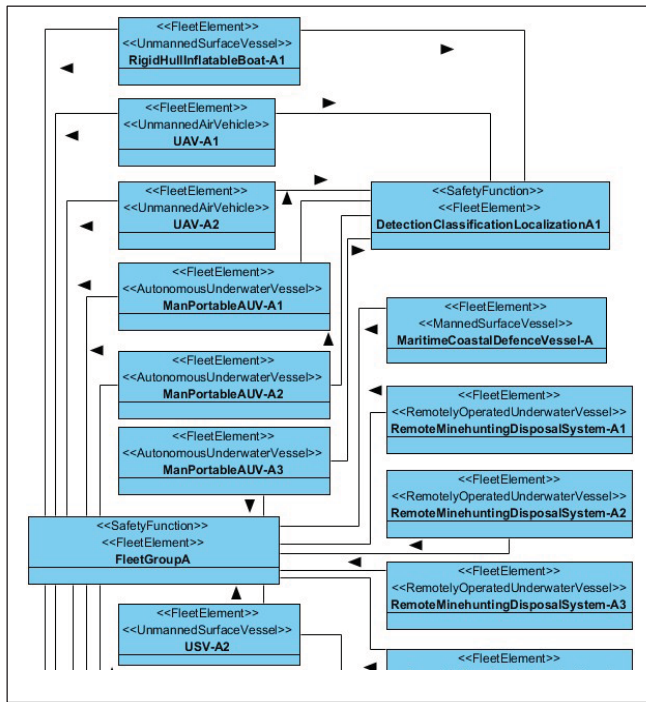 <<FleetElement>>
<<UnmannedSurfaceVessel>>
RigidHullInflatableBoat-A1
<<FleetElement>>
<<UnmannedAirVehicle>>
UAV-A1
<<FleetElement>>
<<UnmannedAirVehicle>>
UAV-A2
<<SafetyFunction>>
<<FleetElement>>
DetectionClassificationLocalizationA1
<<FleetElement>>
<<AutonomousUnderwaterVessel>>
ManPortableAUV-A1
<<FleetElement>>
<<MannedSurfaceVessel>>
MaritimeCoastalDefenceVessel-A
<<FleetElement>>
<<AutonomousUnderwaterVessel>>
ManPortableAUV-A2
<<FleetElement>>
<<RemotelyOperatedUnderwaterVessel>>
RemoteMinehuntingDisposalSystem-A1
<<FleetElement>>
<<AutonomousUnderwaterVessel>>
ManPortableAUV-A3
<<FleetElement>>
<<RemotelyOperatedUnderwaterVessel>>
RemoteMinehuntingDisposalSystem-A2
<<SafetyFunction>>
<<FleetElement>>
FleetGroupA
<<FleetElement>>
<<RemotelyOperatedUnderwaterVessel>>
RemoteMinehuntingDisposalSystem-A3
<<FleetElement>>
<<UnmannedSurfaceVessel>>
USV-A2
<<FleetElement>>